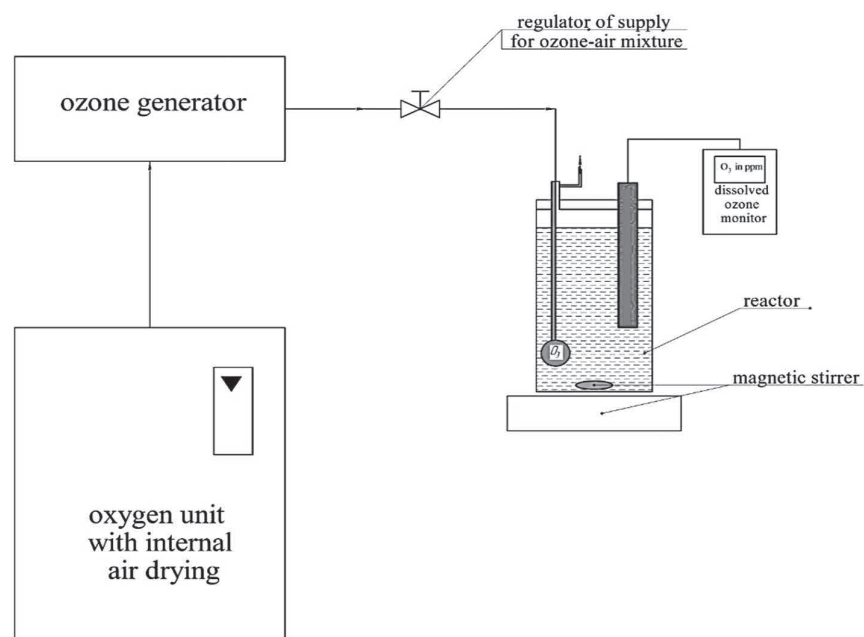 regulator of supply
for ozone-air mixture
ozone generator
O3 in ppm
dissolved
ozone
monitor
reactor
O3
magnetic stirrer
oxygen unit
with internal
air drying